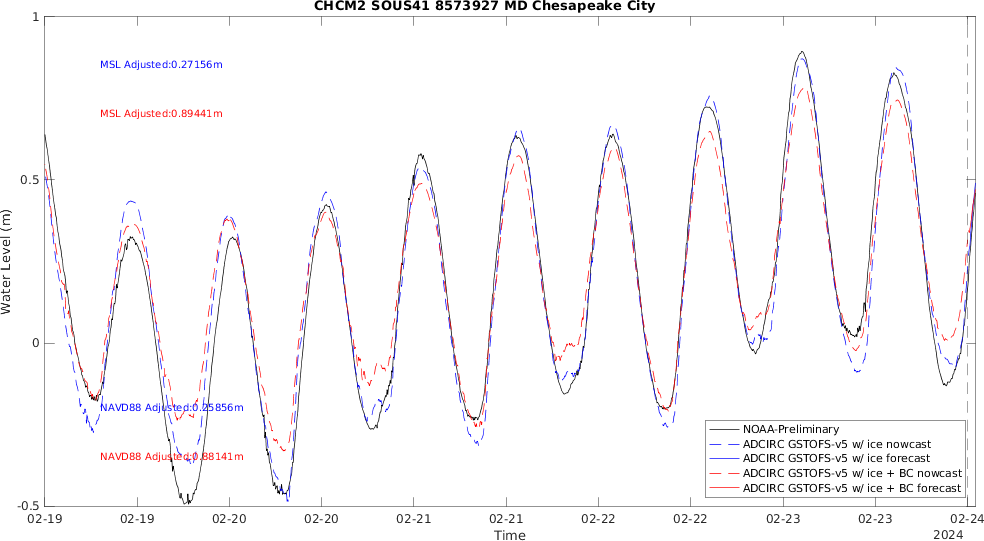 CHCM2 SOUS41 8573927 MD Chesapeake City
1
MSL Adjusted:0.27156m
MSL Adjusted:0.89441m
0.5
Water Level (m)
0
NAVD88 Adjusted:0.25856m
NAVD88 Adjusted:0.88141m
-0.5
NOAA-Preliminary
ADCIRC GSTOFS-v5 w/ ice nowcast
ADCIRC GSTOFS-v5 w/ ice forecast
ADCIRC GSTOFS-v5 w/ ice + BC nowcast
ADCIRC GSTOFS-v5 w/ ice + BC forecast
02-19 02-19 02-20 02-20 02-21 02-21 02-22 02-22 02-23 02-23 02-24
Time
2024